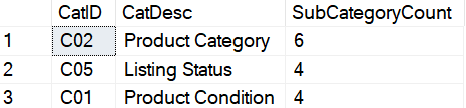 CatID CatDesc SubCategoryCount
1 C02 Product Category 6
2 C05 Listing Status 4
3 C01 Product Condition 4